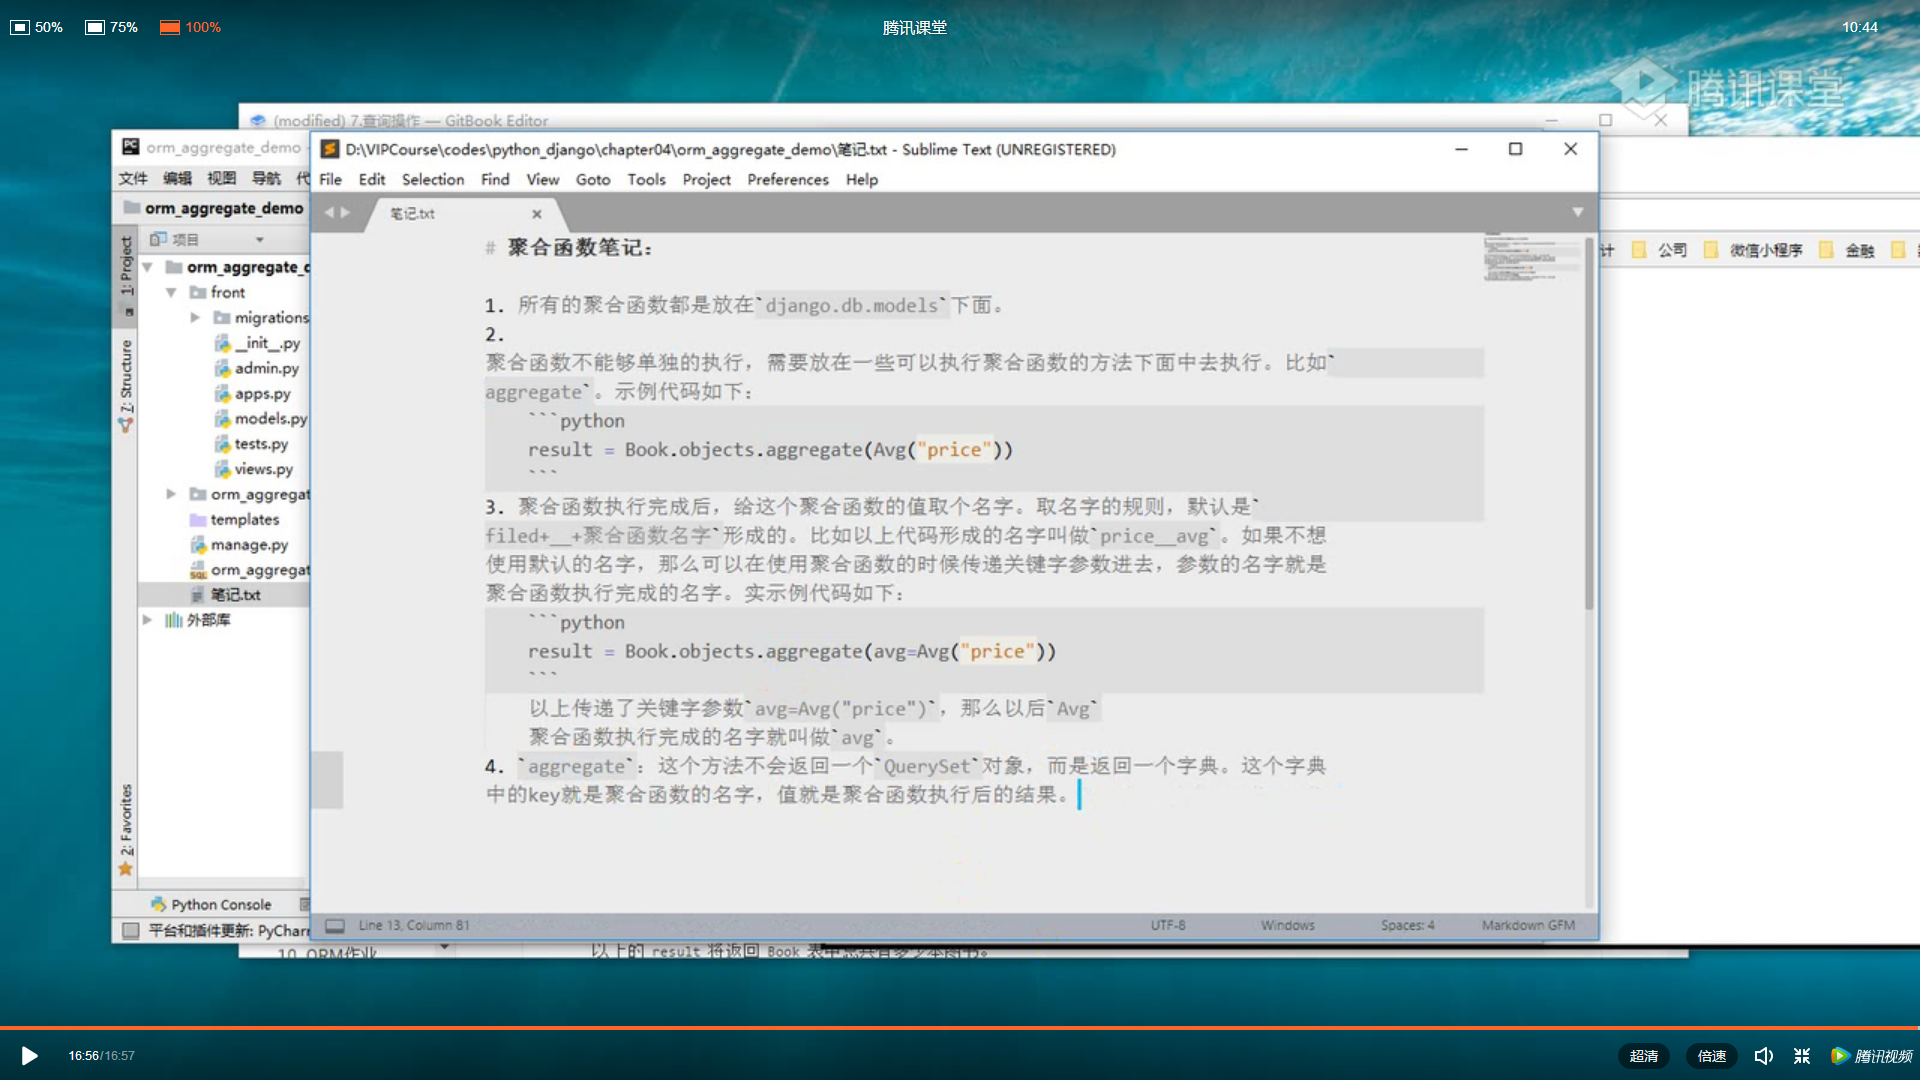 50% 75% 100% 腾讯课堂 10:44
腾讯课堂
(modified) 7.查询操作 — GitBook Editor
orm_aggregate_demo
D:\VIPCourse\codes\python_django\chapter04\orm_aggregate_demo\笔记.txt - Sublime Text (UNREGISTERED)
文件 编辑 视图 导航 代
File Edit Selection Find View Goto Tools Project Preferences Help
orm_aggregate_demo
笔记.txt
项目
1: Project
7: Structure
2: Favorites
orm_aggregate_d
front
migrations
__init__.py
admin.py
apps.py
models.py
tests.py
views.py
orm_aggregat
templates
manage.py
orm_aggregat
笔记.txt
外部库
Python Console
平台和插件更新: PyCharm
# 聚合函数笔记：
1. 所有的聚合函数都是放在`django.db.models`下面。
2.
聚合函数不能够单独的执行，需要放在一些可以执行聚合函数的方法下面中去执行。比如`
aggregate`。示例代码如下：
```python
result = Book.objects.aggregate(Avg("price"))
```
3. 聚合函数执行完成后，给这个聚合函数的值取个名字。取名字的规则，默认是`
filed+__+聚合函数名字`形成的。比如以上代码形成的名字叫做`price__avg`。如果不想
使用默认的名字，那么可以在使用聚合函数的时候传递关键字参数进去，参数的名字就是
聚合函数执行完成的名字。实示例代码如下：
```python
result = Book.objects.aggregate(avg=Avg("price"))
```
以上传递了关键字参数`avg=Avg("price")`，那么以后`Avg`
聚合函数执行完成的名字就叫做`avg`。
4. `aggregate`：这个方法不会返回一个`QuerySet`对象，而是返回一个字典。这个字典
中的key就是聚合函数的名字，值就是聚合函数执行后的结果。
计 公司 微信小程序 金融
Line 13, Column 81 UTF-8 Windows Spaces: 4 Markdown GFM
10. ORM作业
以上的 result 将返回 Book 表中总共有多少本图书。
16:56/16:57 超清 倍速 腾讯视频